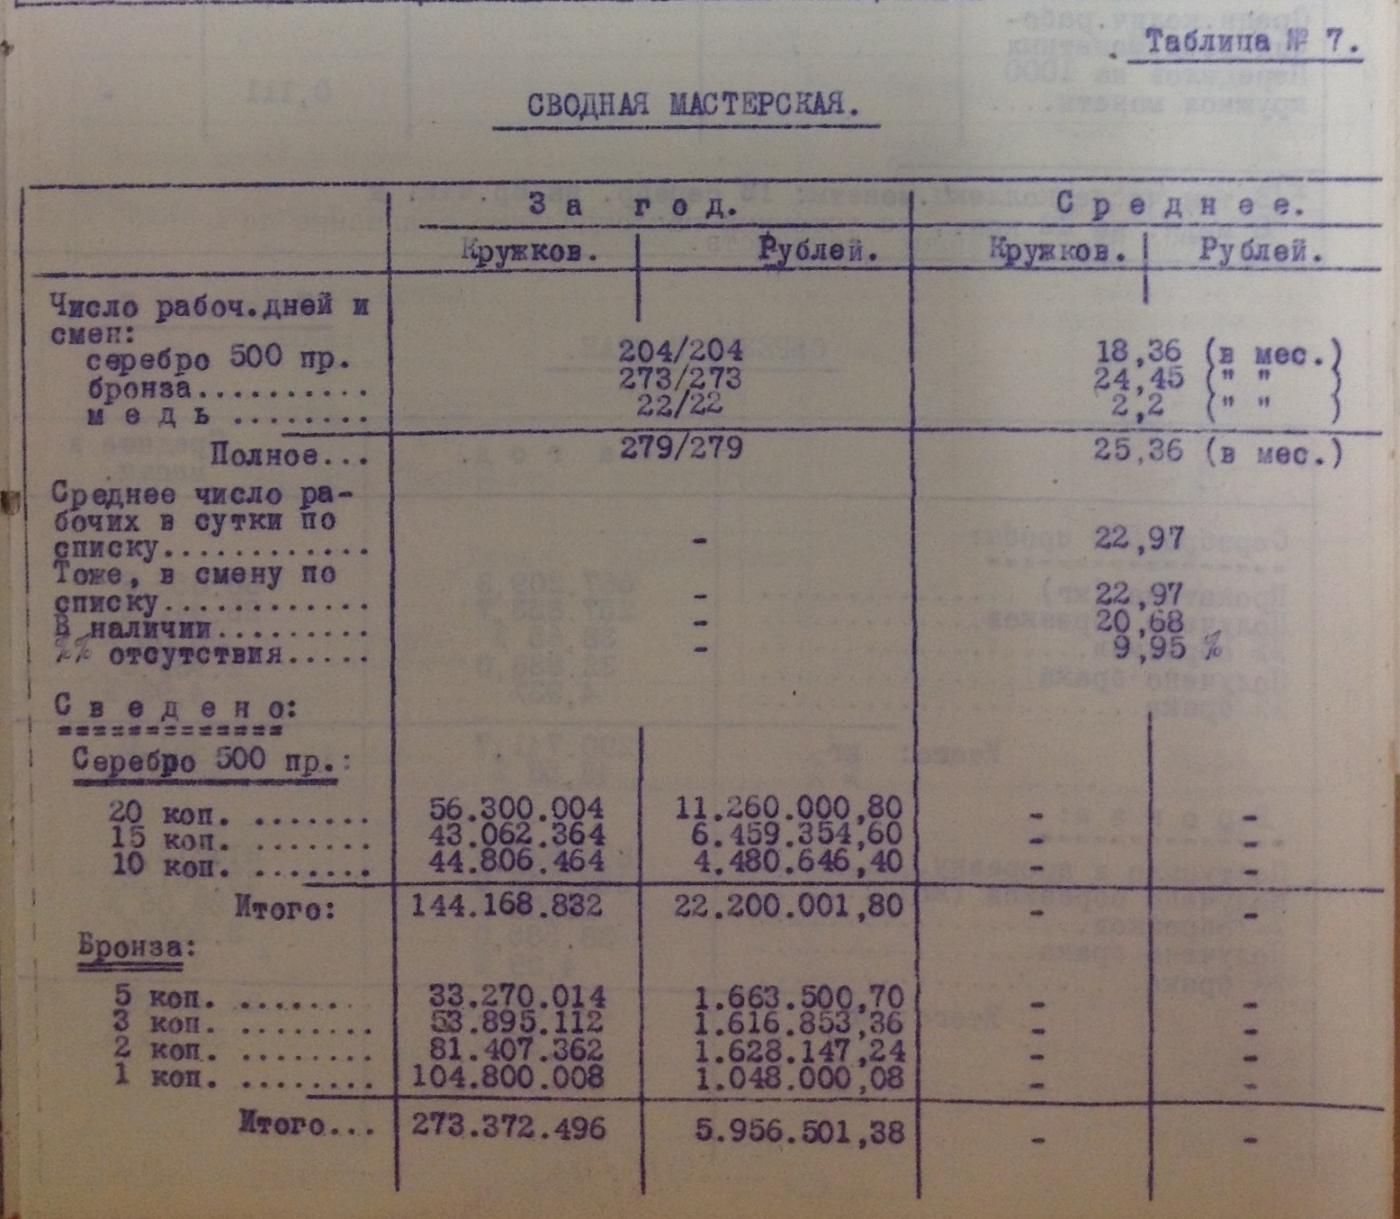 Таблица № 7.
СВОДНАЯ МАСТЕРСКАЯ.
За год. Среднее.
Кружков. Рублей. Кружков. Рублей.
Число рабоч.дней и
смен:
серебро 500 пр. 204/204 18,36 (в мес.)
бронза.......... 273/273 24,45 (" " )
м е д ь ........ 22/22 2,2 (" " )
Полное... 279/279 25,36 (в мес.)
Среднее число ра-
бочих в сутки по
списку............ - 22,97
Тоже, в смену по
списку............ - 22,97
В наличии......... - 20,68
%% отсутствия..... - 9,95 %
С в е д е н о:
Серебро 500 пр.:
20 коп. ....... 56.300.004 11.260.000,80 - -
15 коп. ....... 43.062.364 6.459.354,60 - -
10 коп. ....... 44.806.464 4.480.646,40 - -
Итого: 144.168.832 22.200.001,80 - -
Бронза:
5 коп. ....... 33.270.014 1.663.500,70 - -
3 коп. ........ 53.895.112 1.616.853,36 - -
2 коп. ........ 81.407.362 1.628.147,24 - -
1 коп. ........ 104.800.008 1.048.000,08 - -
Итого... 273.372.496 5.956.501,38 - -